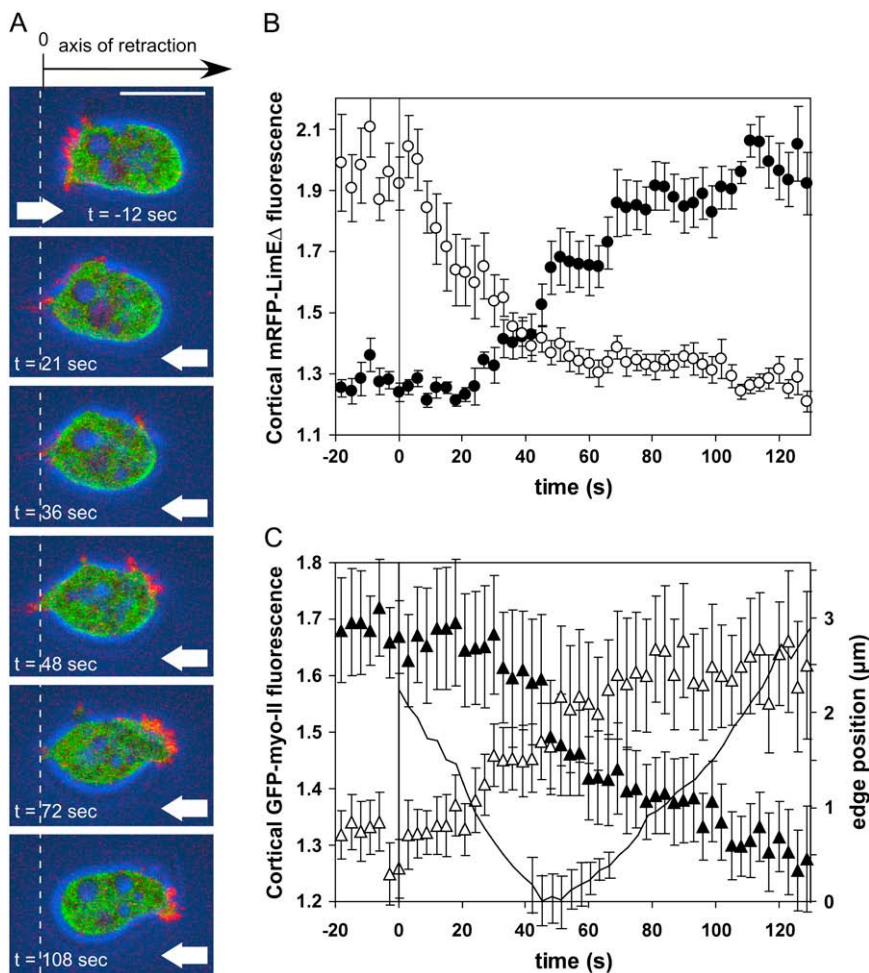 A
0
axis of retraction
t = -12 sec
t = 21 sec
t = 36 sec
t = 48 sec
t = 72 sec
t = 108 sec
B
Cortical mRFP-LimEΔ fluorescence
2.1
1.9
1.7
1.5
1.3
1.1
-20 0 20 40 60 80 100 120
time (s)
C
Cortical GFP-myo-II fluorescence
1.8
1.7
1.6
1.5
1.4
1.3
1.2
3
2
1
0
edge position (µm)
-20 0 20 40 60 80 100 120
time (s)